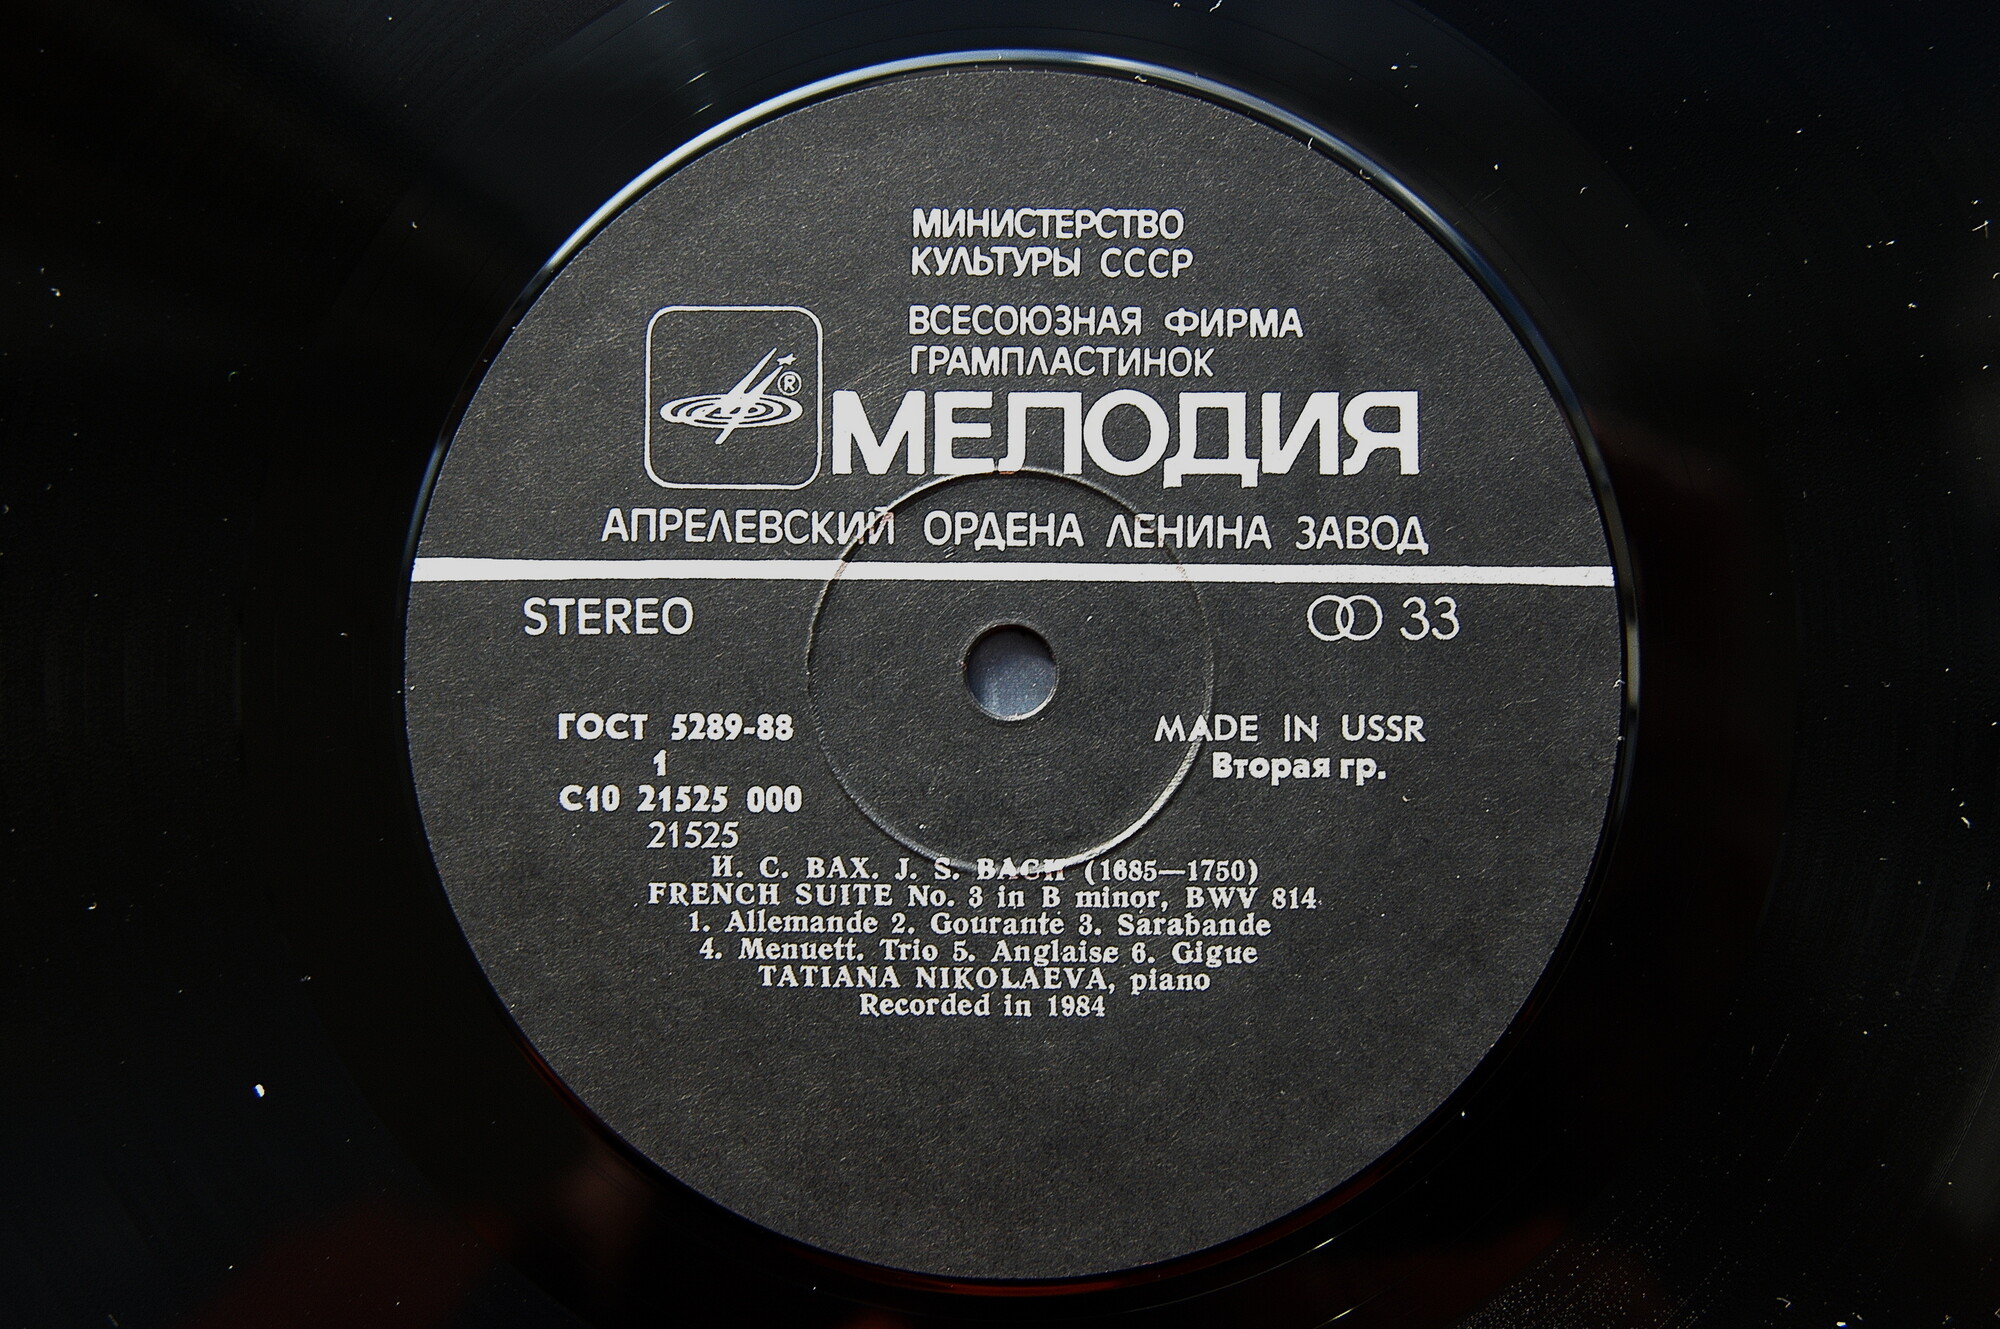 МИНИСТЕРСТВО
КУЛЬТУРЫ СССР
ВСЕСОЮЗНАЯ ФИРМА
ГРАМПЛАСТИНОК
®
МЕЛОДИЯ
АПРЕЛЕВСКИЙ ОРДЕНА ЛЕНИНА ЗАВОД
STEREO
33
ГОСТ 5289-88
MADE IN USSR
1
Вторая гр.
С10 21525 000
21525
И. С. БАХ. J. S. BACH (1685—1750)
FRENCH SUITE No. 3 in B minor, BWV 814
1. Allemande 2. Gourante 3. Sarabande
4. Menuett. Trio 5. Anglaise 6. Gigue
TATIANA NIKOLAEVA, piano
Recorded in 1984